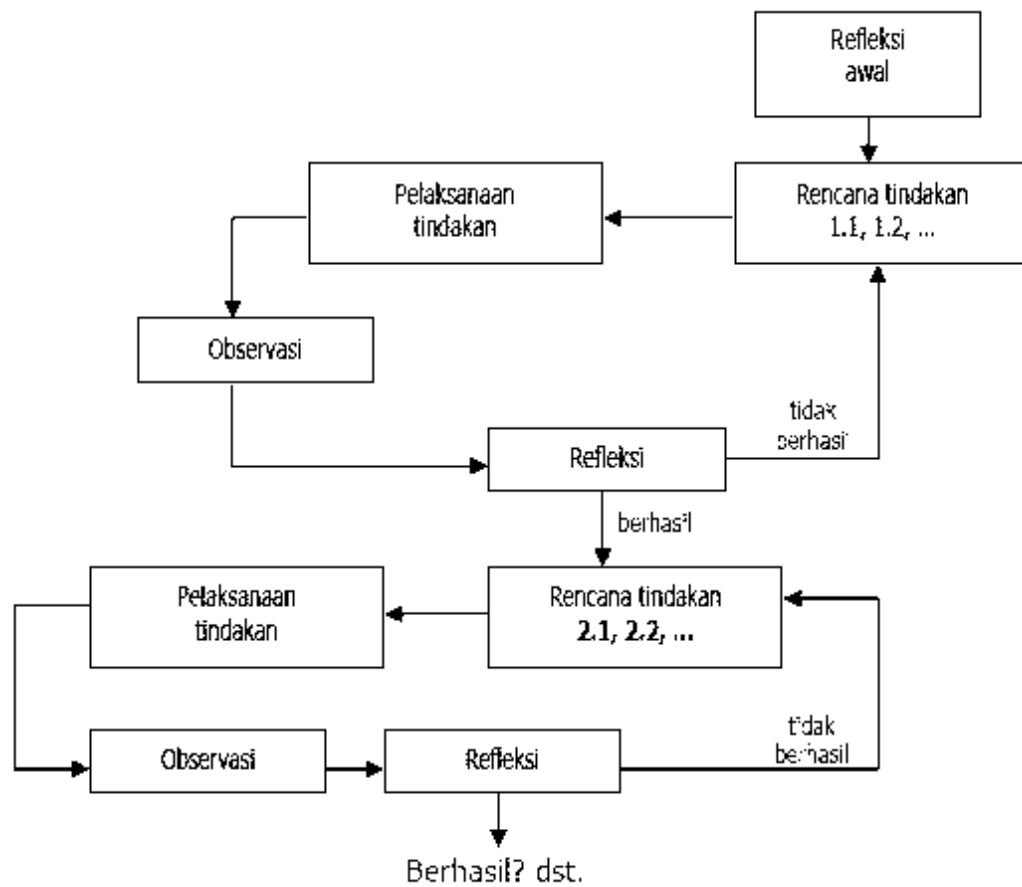 Refleksi
awal
Rencana tindakan
1.1, 1.2, ...
Pelaksanaan
tindakan
Observasi
Refleksi
tidak
berhasil
berhasil
Rencana tindakan
2.1, 2.2, ...
Pelaksanaan
tindakan
Observasi
Refleksi
tidak
berhasil
Berhasil? dst.